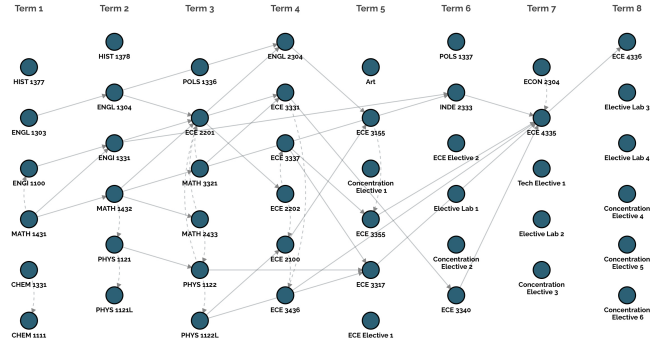 Term 1
Term 2
Term 3
Term 4
Term 5
Term 6
Term 7
Term 8
HIST 1377
ENGL 1303
ENGI 1100
MATH 1431
CHEM 1331
CHEM 1111
HIST 1378
ENGL 1304
ENGI 1331
MATH 1432
PHYS 1121
PHYS 1121L
POLS 1336
ECE 2201
MATH 3321
MATH 2433
PHYS 1122
PHYS 1122L
ENGL 2304
ECE 3331
ECE 3337
ECE 2202
ECE 2100
ECE 3436
Art
ECE 3155
Concentration
Elective 1
ECE 3355
ECE 3317
ECE Elective 1
POLS 1337
INDE 2333
ECE Elective 2
Elective Lab 1
Concentration
Elective 2
ECE 3340
ECON 2304
ECE 4335
Tech Elective 1
Elective Lab 2
Concentration
Elective 3
ECE 4336
Elective Lab 3
Elective Lab 4
Concentration
Elective 4
Concentration
Elective 5
Concentration
Elective 6